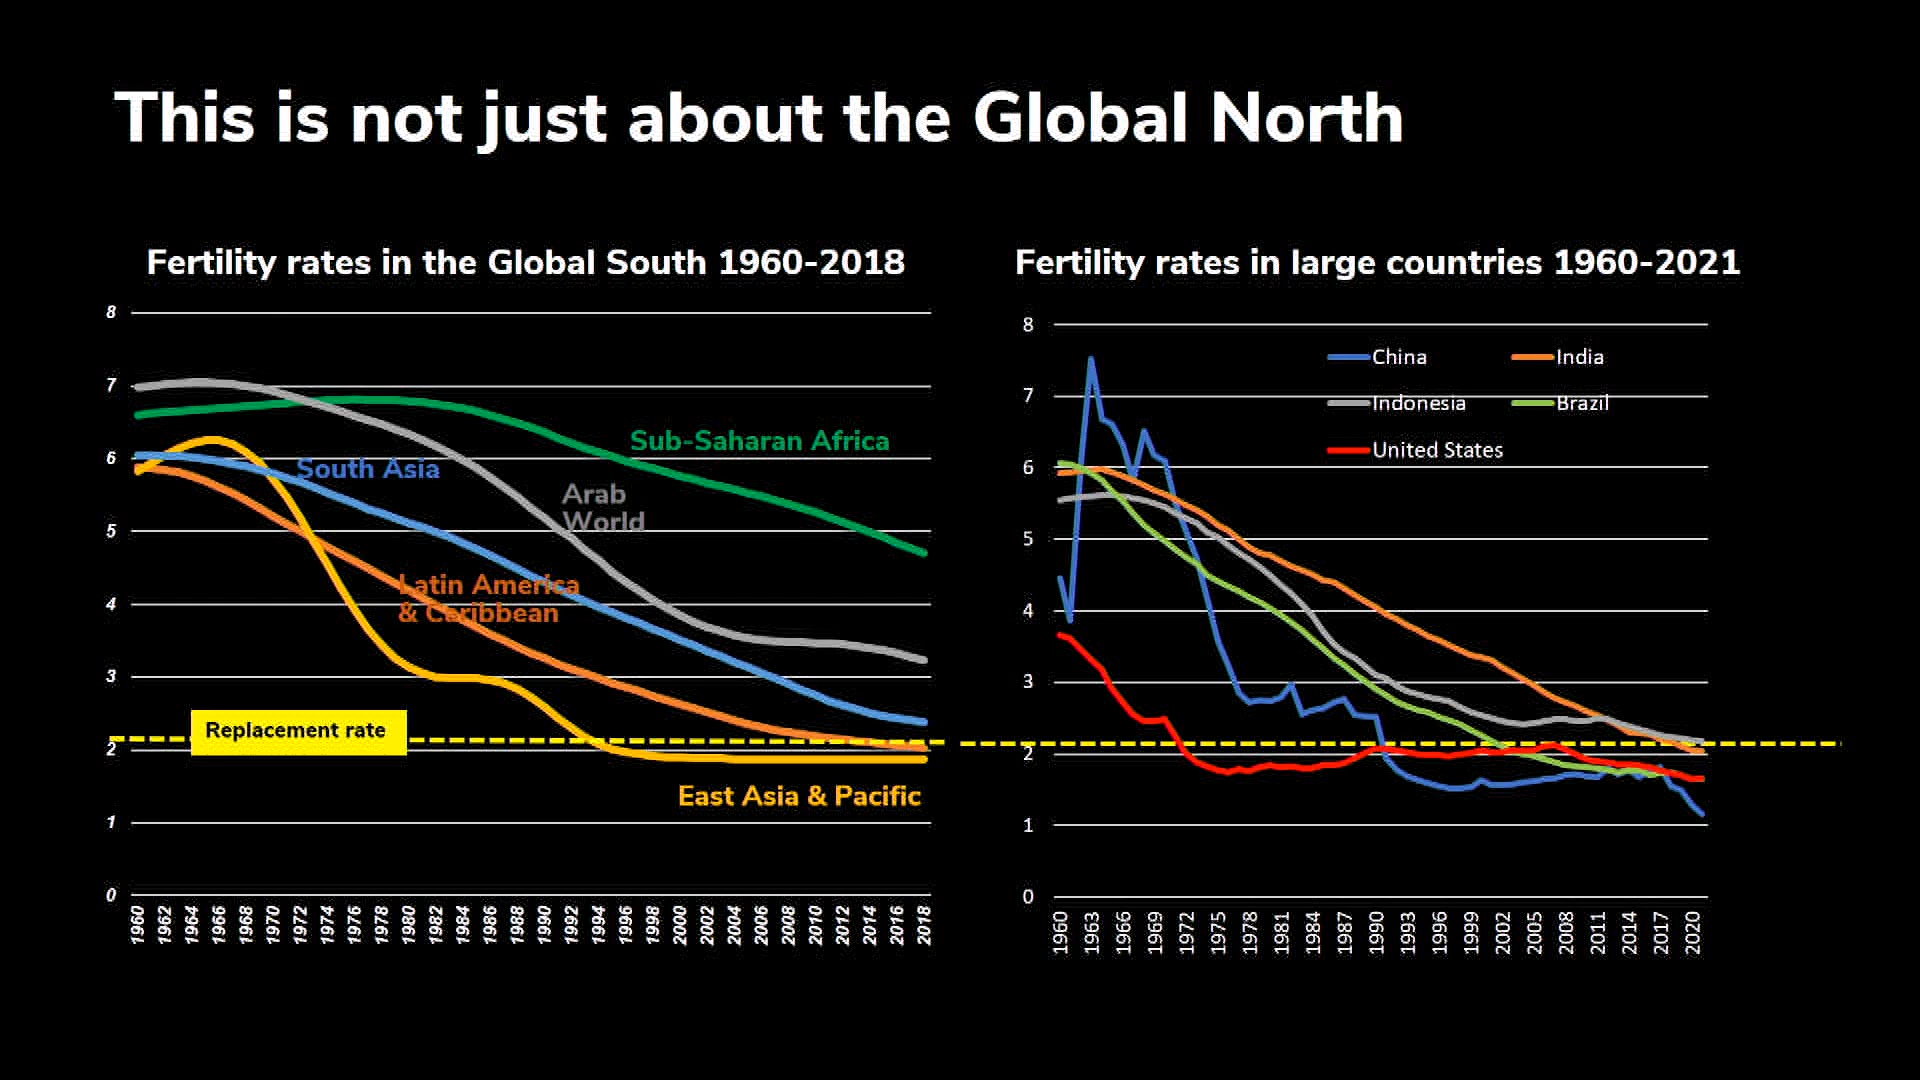 This is not just about the Global North
Fertility rates in the Global South 1960-2018
8
7
6
5
4
3
2
1
0
Sub-Saharan Africa
South Asia
Arab
World
Latin America
& Caribbean
Replacement rate
East Asia & Pacific
1960 1962 1964 1966 1968 1970 1972 1974 1976 1978 1980 1982 1984 1986 1988 1990 1992 1994 1996 1998 2000 2002 2004 2006 2008 2010 2012 2014 2016 2018
Fertility rates in large countries 1960-2021
8
7
6
5
4
3
2
1
0
China India
Indonesia Brazil
United States
1960 1963 1966 1969 1972 1975 1978 1981 1984 1987 1990 1993 1996 1999 2002 2005 2008 2011 2014 2017 2020